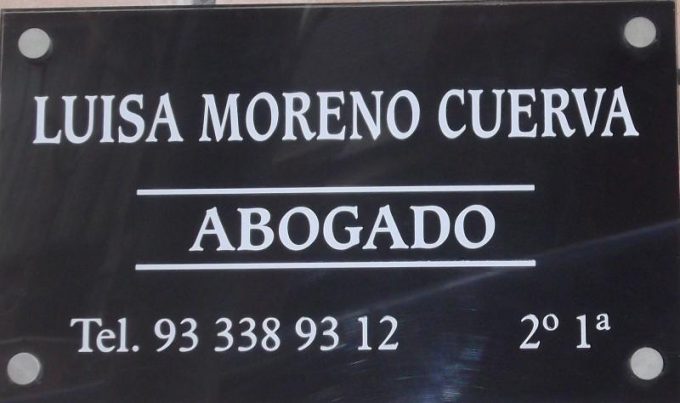 LUISA MORENO CUERVA
ABOGADO
Tel. 93 338 93 12 2º 1ª